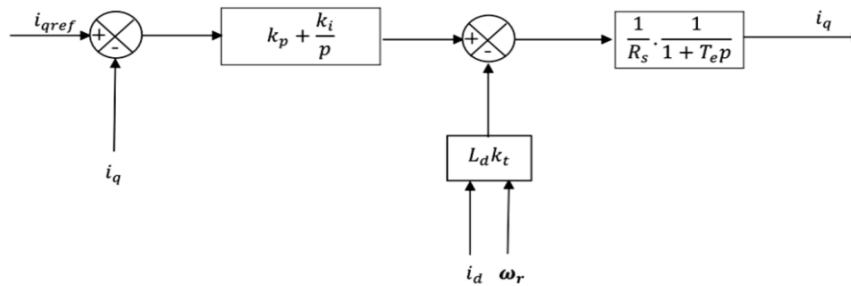 i_qref
+
-
k_p + k_i/p
+
-
1/R_s . 1/(1 + T_e p)
i_q
i_q
L_d k_t
i_d ω_r